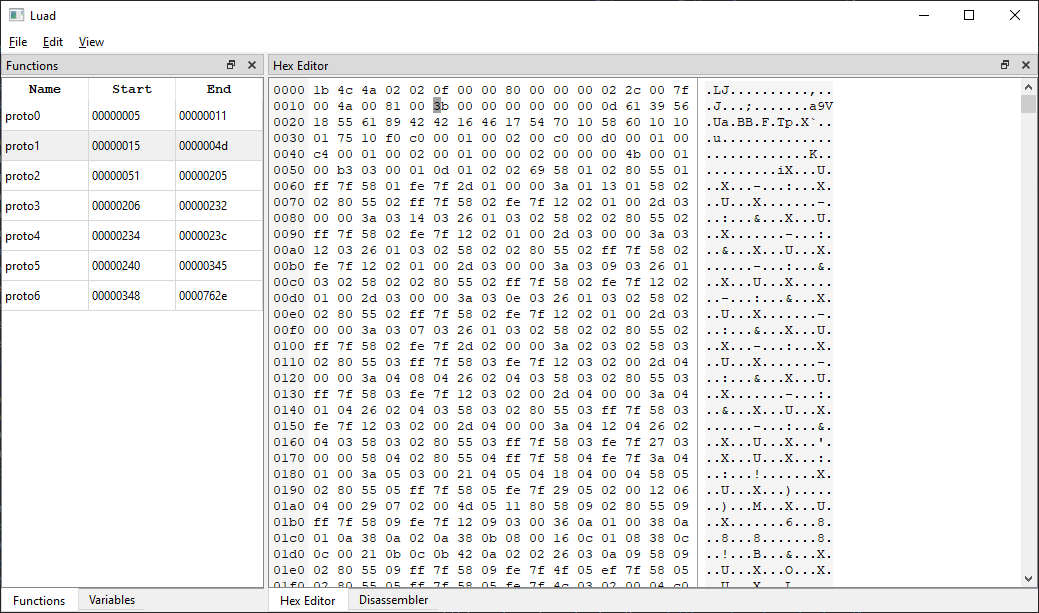 Luad
File Edit View
Functions
Name Start End
proto0 00000005 00000011
proto1 00000015 0000004d
proto2 00000051 00000205
proto3 00000206 00000232
proto4 00000234 0000023c
proto5 00000240 00000345
proto6 00000348 0000762e
Functions Variables
Hex Editor
0000 1b 4c 4a 02 02 0f 00 00 80 00 00 00 02 2c 00 7f .LJ..........,..
0010 00 4a 00 81 00 3b 00 00 00 00 00 00 0d 61 39 56 .J...;.......a9V
0020 18 55 61 89 42 42 16 46 17 54 70 10 58 60 10 10 .Ua.BB.F.Tp.X`..
0030 01 75 10 f0 c0 00 01 00 02 00 c0 00 d0 00 01 00 .u..............
0040 c4 00 01 00 02 00 01 00 00 02 00 00 00 4b 00 01 .............K..
0050 00 b3 03 00 01 0d 01 02 02 69 58 01 02 80 55 01 .........iX...U.
0060 ff 7f 58 01 fe 7f 2d 01 00 00 3a 01 13 01 58 02 ..X...-...:...X.
0070 02 80 55 02 ff 7f 58 02 fe 7f 12 02 01 00 2d 03 ..U...X.......-.
0080 00 00 3a 03 14 03 26 01 03 02 58 02 02 80 55 02 ..:...&...X...U.
0090 ff 7f 58 02 fe 7f 12 02 01 00 2d 03 00 00 3a 03 ..X.......-...:.
00a0 12 03 26 01 03 02 58 02 02 80 55 02 ff 7f 58 02 ..&...X...U...X.
00b0 fe 7f 12 02 01 00 2d 03 00 00 3a 03 09 03 26 01 ......-...:...&.
00c0 03 02 58 02 02 80 55 02 ff 7f 58 02 fe 7f 12 02 ..X...U...X.....
00d0 01 00 2d 03 00 00 3a 03 0e 03 26 01 03 02 58 02 ..-...:...&...X.
00e0 02 80 55 02 ff 7f 58 02 fe 7f 12 02 01 00 2d 03 ..U...X.......-.
00f0 00 00 3a 03 07 03 26 01 03 02 58 02 02 80 55 02 ..:...&...X...U.
0100 ff 7f 58 02 fe 7f 2d 02 00 00 3a 02 03 02 58 03 ..X...-...:...X.
0110 02 80 55 03 ff 7f 58 03 fe 7f 12 03 02 00 2d 04 ..U...X.......-.
0120 00 00 3a 04 08 04 26 02 04 03 58 03 02 80 55 03 ..:...&...X...U.
0130 ff 7f 58 03 fe 7f 12 03 02 00 2d 04 00 00 3a 04 ..X.......-...:.
0140 01 04 26 02 04 03 58 03 02 80 55 03 ff 7f 58 03 ..&...X...U...X.
0150 fe 7f 12 03 02 00 2d 04 00 00 3a 04 12 04 26 02 ......-...:...&.
0160 04 03 58 03 02 80 55 03 ff 7f 58 03 fe 7f 27 03 ..X...U...X...'.
0170 00 00 58 04 02 80 55 04 ff 7f 58 04 fe 7f 3a 04 ..X...U...X...:.
0180 01 00 3a 05 03 00 21 04 05 04 18 04 00 04 58 05 ..:...!.......X.
0190 02 80 55 05 ff 7f 58 05 fe 7f 29 05 02 00 12 06 ..U...X...).....
01a0 04 00 29 07 02 00 4d 05 11 80 58 09 02 80 55 09 ..)...M...X...U.
01b0 ff 7f 58 09 fe 7f 12 09 03 00 36 0a 01 00 38 0a ..X.......6...8.
01c0 01 0a 38 0a 02 0a 38 0b 08 00 16 0c 01 08 38 0c ..8...8.......8.
01d0 0c 00 21 0b 0c 0b 42 0a 02 02 26 03 0a 09 58 09 ..!...B...&...X.
01e0 02 80 55 09 ff 7f 58 09 fe 7f 4f 05 ef 7f 58 05 ..U...X...O...X.
01f0 02 80 55 05 ff 7f 58 05 fe 7f 4c 03 02 00 04 c0 ..U...X...L.....
Hex Editor Disassembler